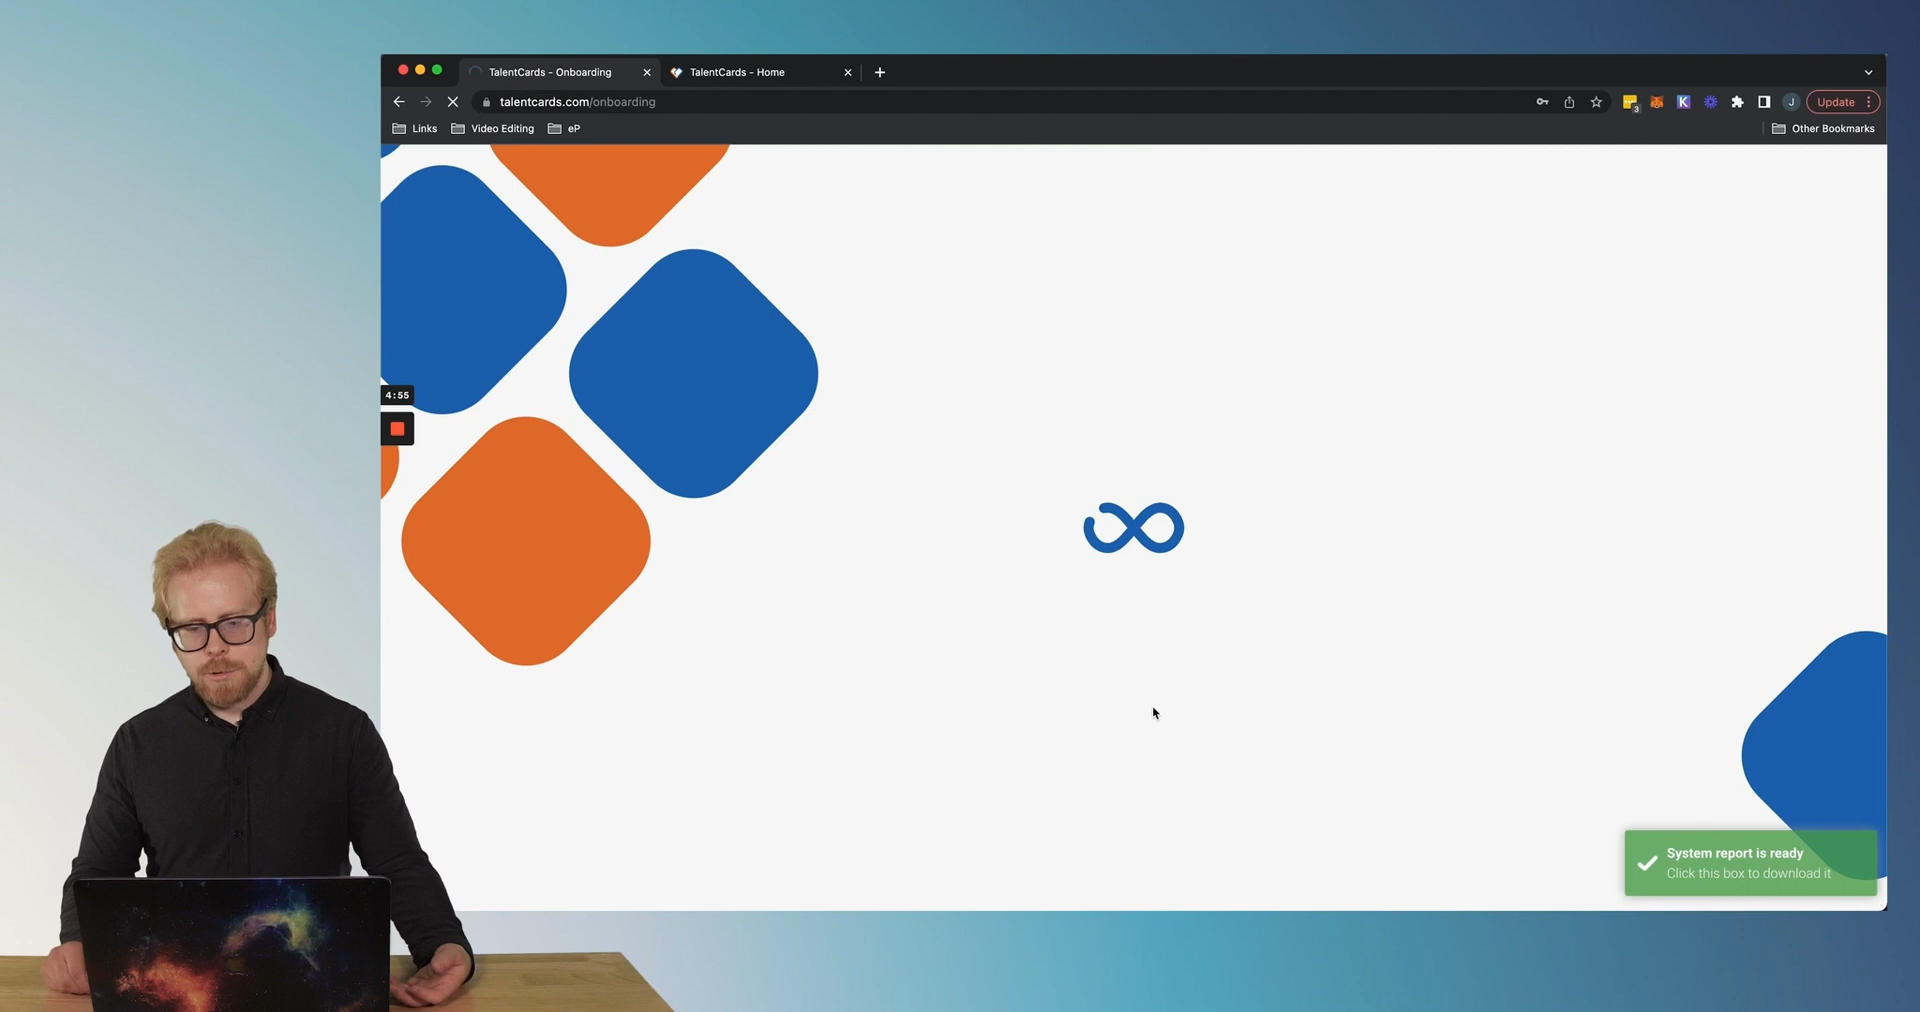 TalentCards - Onboarding
TalentCards - Home
talentcards.com/onboarding
3
K
J
Update
Links
Video Editing
eP
Other Bookmarks
4:55
System report is ready
Click this box to download it